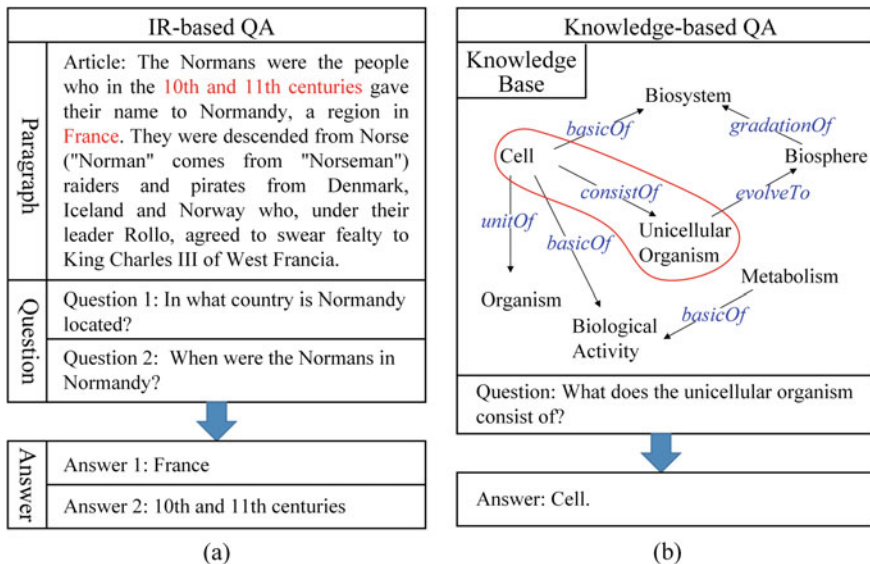 IR-based QA
Paragraph
Article: The Normans were the people
who in the 10th and 11th centuries gave
their name to Normandy, a region in
France. They were descended from Norse
("Norman" comes from "Norseman")
raiders and pirates from Denmark,
Iceland and Norway who, under their
leader Rollo, agreed to swear fealty to
King Charles III of West Francia.
Question
Question 1: In what country is Normandy
located?
Question 2: When were the Normans in
Normandy?
Answer
Answer 1: France
Answer 2: 10th and 11th centuries
(a)
Knowledge-based QA
Knowledge
Base
Biosystem
basicOf
gradationOf
Cell
Biosphere
consistOf
evolveTo
unitOf
Unicellular
Organism
basicOf
Metabolism
Organism
basicOf
Biological
Activity
Question: What does the unicellular organism
consist of?
Answer: Cell.
(b)